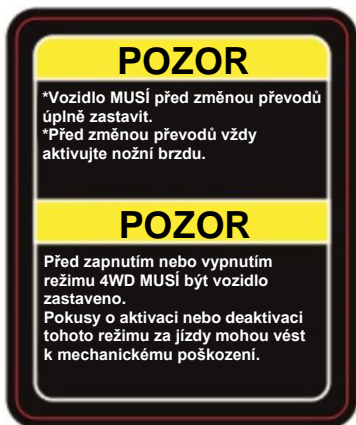 POZOR
*Vozidlo MUSÍ před změnou převodů
úplně zastavit.
*Před změnou převodů vždy
aktivujte nožní brzdu.
POZOR
Před zapnutím nebo vypnutím
režimu 4WD MUSÍ být vozidlo
zastaveno.
Pokusy o aktivaci nebo deaktivaci
tohoto režimu za jízdy mohou vést
k mechanickému poškození.